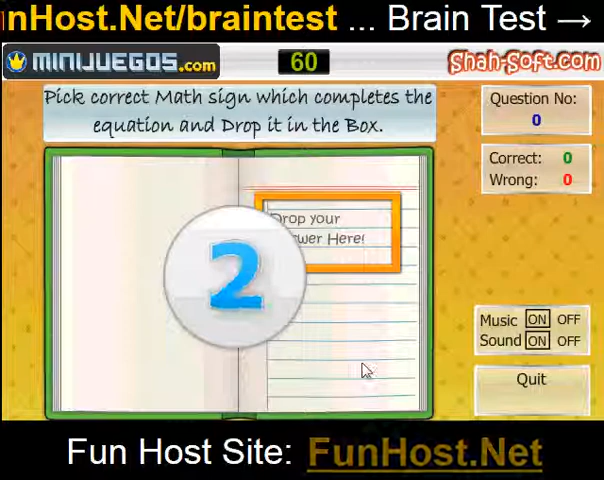 nHost.Net/braintest ... Brain Test →
MINIJUEGOS.com
60
Shah-Soft.com
Pick correct Math sign which completes the
equation and Drop it in the Box.
Question No:
0
Correct: 0
Wrong: 0
Drop your
wer Here!
2
Music ON OFF
Sound ON OFF
Quit
Fun Host Site: FunHost.Net